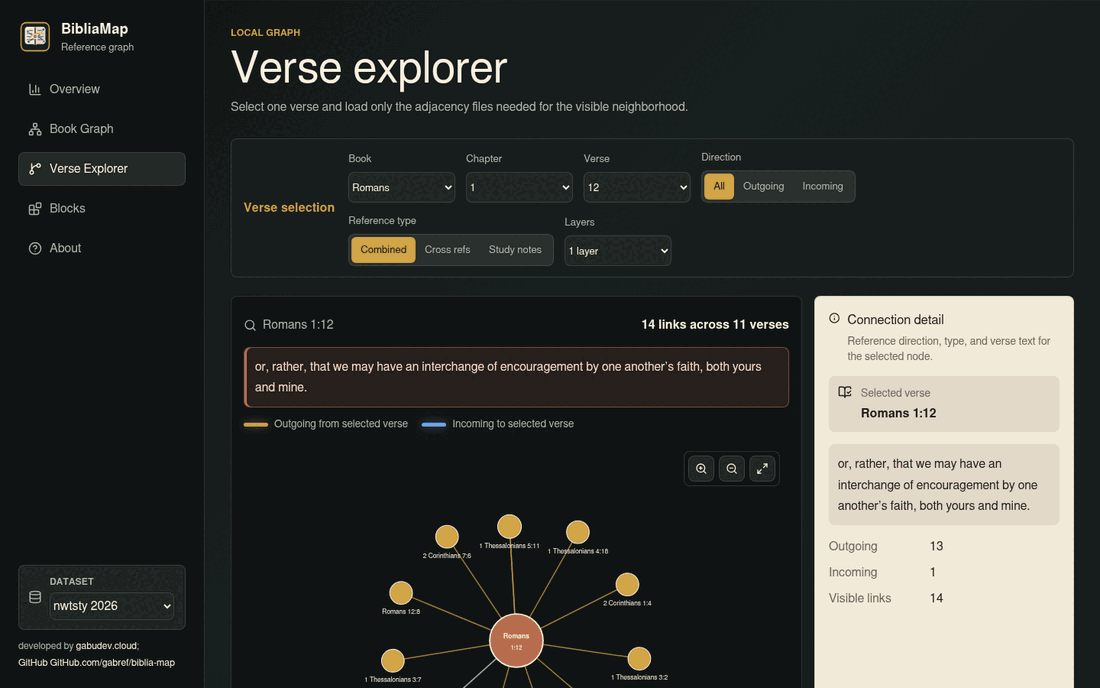 BibliaMap
Reference graph
Overview
Book Graph
Verse Explorer
Blocks
About
DATASET
nwtsty 2026
developed by gabudev.cloud;
GitHub GitHub.com/gabref/biblia-map
LOCAL GRAPH
Verse explorer
Select one verse and load only the adjacency files needed for the visible neighborhood.
Verse selection
Book
Romans
Chapter
1
Verse
12
Direction
All Outgoing Incoming
Reference type
Combined Cross refs Study notes
Layers
1 layer
Romans 1:12
14 links across 11 verses
or, rather, that we may have an interchange of encouragement by one another’s faith, both yours
and mine.
Outgoing from selected verse Incoming to selected verse
2 Corinthians 7:6
1 Thessalonians 5:11
1 Thessalonians 4:18
2 Corinthians 1:4
Romans 12:8
Romans
1:12
1 Thessalonians 3:7
1 Thessalonians 3:2
Connection detail
Reference direction, type, and verse text for
the selected node.
Selected verse
Romans 1:12
or, rather, that we may have an
interchange of encouragement by one
another’s faith, both yours and mine.
Outgoing 13
Incoming 1
Visible links 14